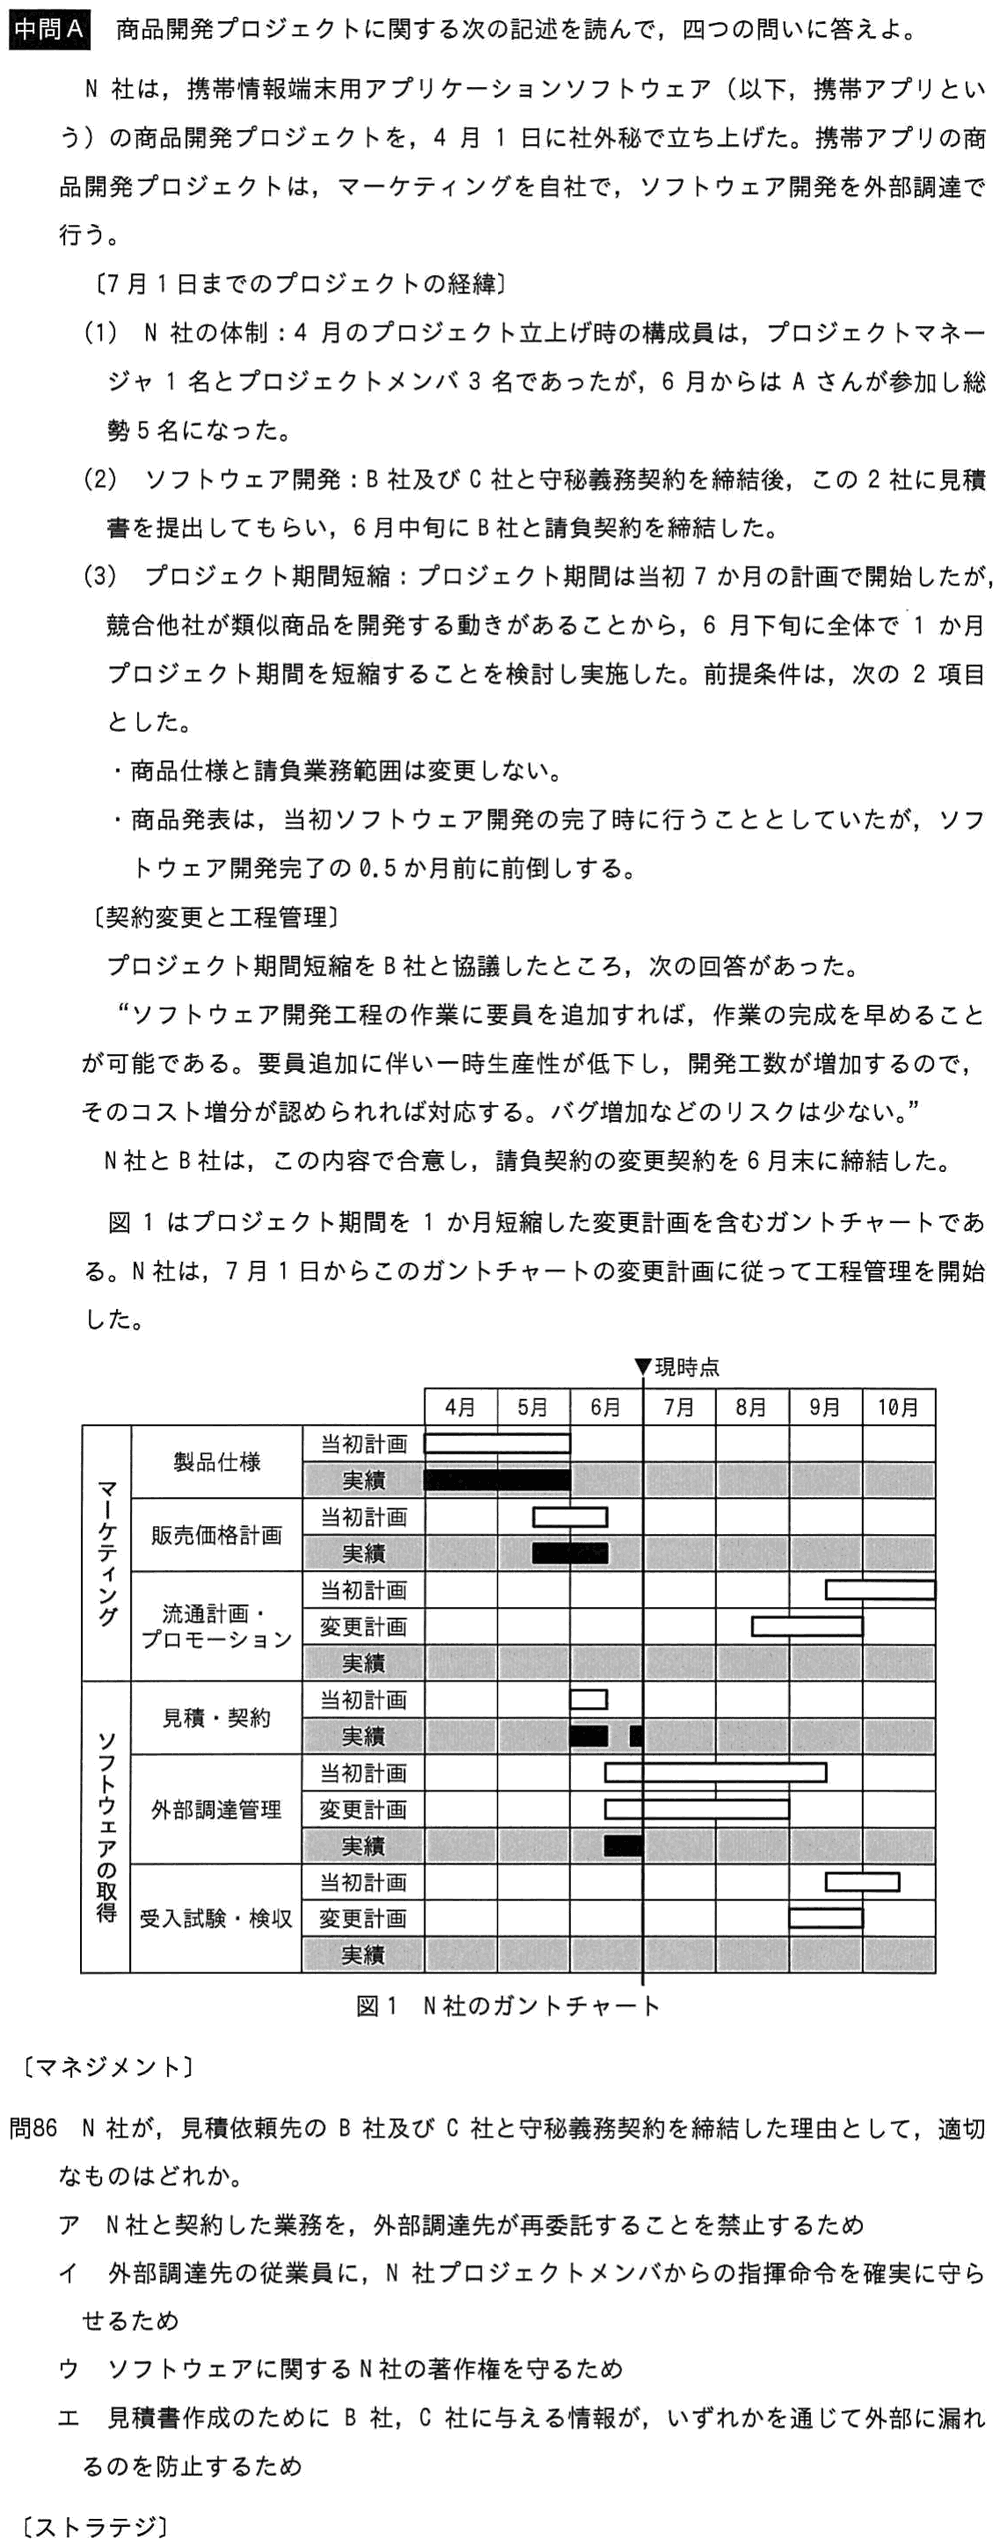 中問A 商品開発プロジェクトに関する次の記述を読んで，四つの問いに答えよ。
N 社は，携帯情報端末用アプリケーションソフトウェア（以下，携帯アプリとい
う）の商品開発プロジェクトを，4 月 1 日に社外秘で立ち上げた。携帯アプリの商
品開発プロジェクトは，マーケティングを自社で，ソフトウェア開発を外部調達で
行う。
〔7 月 1 日までのプロジェクトの経緯〕
(1) N 社の体制：4 月のプロジェクト立上げ時の構成員は，プロジェクトマネー
ジャ 1 名とプロジェクトメンバ 3 名であったが，6 月からは A さんが参加し総
勢 5 名になった。
(2) ソフトウェア開発：B 社及び C 社と守秘義務契約を締結後，この 2 社に見積
書を提出してもらい，6 月中旬に B 社と請負契約を締結した。
(3) プロジェクト期間短縮：プロジェクト期間は当初 7 か月の計画で開始したが，
競合他社が類似商品を開発する動きがあることから，6 月下旬に全体で 1 か月
プロジェクト期間を短縮することを検討し実施した。前提条件は，次の 2 項目
とした。
・商品仕様と請負業務範囲は変更しない。
・商品発表は，当初ソフトウェア開発の完了時に行うこととしていたが，ソフ
トウェア開発完了の 0.5 か月前に前倒しする。
〔契約変更と工程管理〕
プロジェクト期間短縮を B 社と協議したところ，次の回答があった。
“ソフトウェア開発工程の作業に要員を追加すれば，作業の完成を早めること
が可能である。要員追加に伴い一時生産性が低下し，開発工数が増加するので，
そのコスト増分が認められれば対応する。バグ増加などのリスクは少ない。”
N 社と B 社は，この内容で合意し，請負契約の変更契約を 6 月末に締結した。
図 1 はプロジェクト期間を 1 か月短縮した変更計画を含むガントチャートであ
る。N 社は，7 月 1 日からこのガントチャートの変更計画に従って工程管理を開始
した。
▼現時点
4月 5月 6月 7月 8月 9月 10月
マーケティング
製品仕様
当初計画
実績
販売価格計画
当初計画
実績
流通計画・
プロモーション
当初計画
変更計画
実績
ソフトウェアの取得
見積・契約
当初計画
実績
外部調達管理
当初計画
変更計画
実績
受入試験・検収
当初計画
変更計画
実績
図 1 N 社のガントチャート
〔マネジメント〕
問86 N 社が，見積依頼先の B 社及び C 社と守秘義務契約を締結した理由として，適切
なものはどれか。
ア N 社と契約した業務を，外部調達先が再委託することを禁止するため
イ 外部調達先の従業員に，N 社プロジェクトメンバからの指揮命令を確実に守ら
せるため
ウ ソフトウェアに関する N 社の著作権を守るため
エ 見積書作成のために B 社，C 社に与える情報が，いずれかを通じて外部に漏れ
るのを防止するため
〔ストラテジ〕